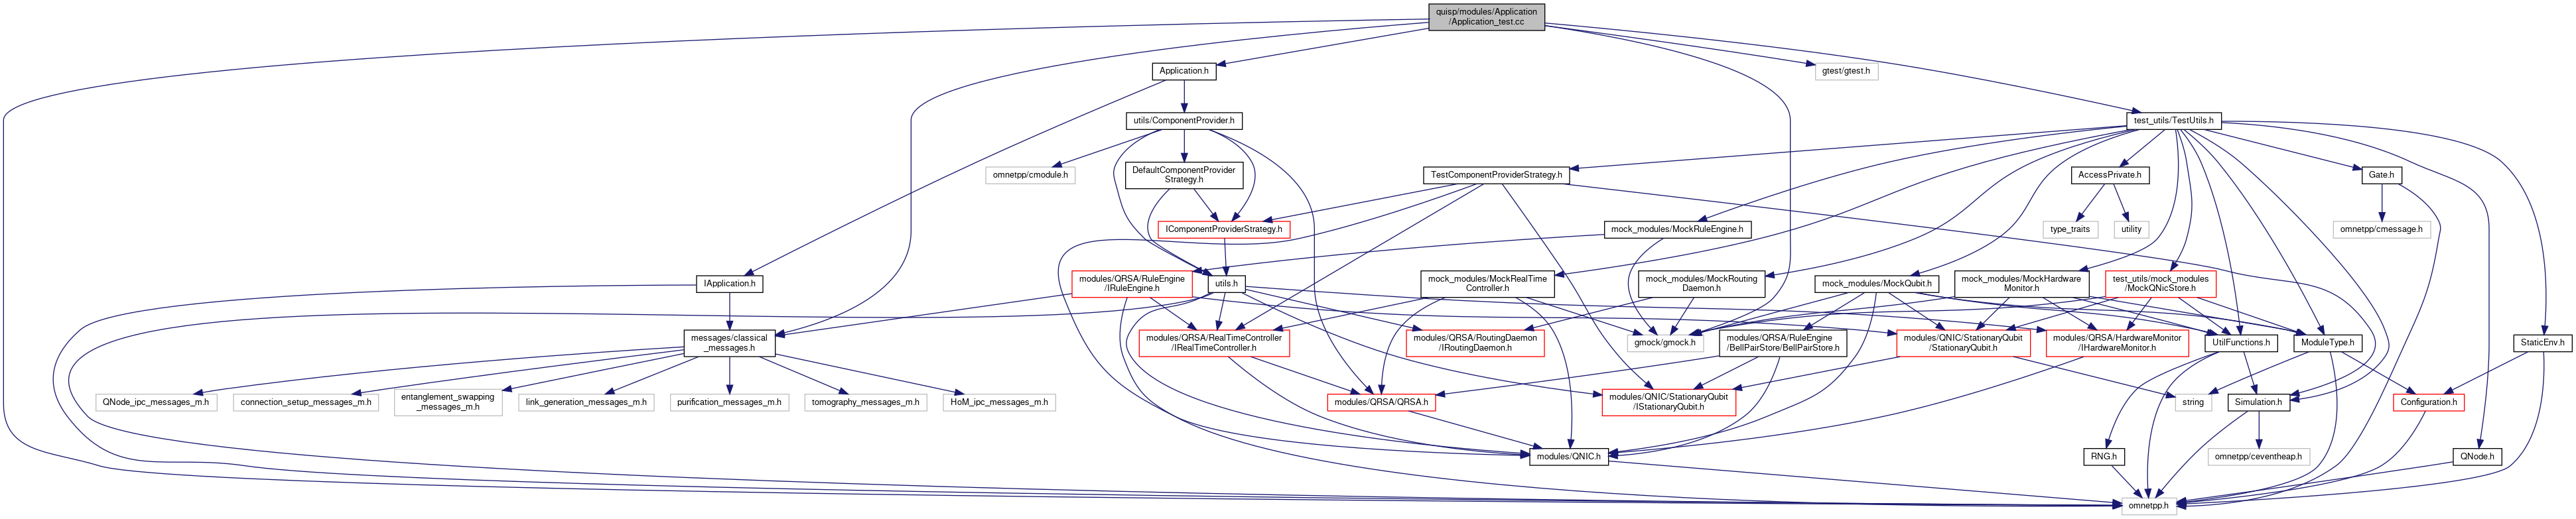 quisp/modules/Application
/Application_test.cc
Application.h
gtest/gtest.h
utils/ComponentProvider.h
test_utils/TestUtils.h
omnetpp/cmodule.h
DefaultComponentProvider
Strategy.h
TestComponentProviderStrategy.h
AccessPrivate.h
Gate.h
IComponentProviderStrategy.h
mock_modules/MockRuleEngine.h
type_traits
utility
omnetpp/cmessage.h
IApplication.h
modules/QRSA/RuleEngine
/IRuleEngine.h
utils.h
mock_modules/MockRealTime
Controller.h
mock_modules/MockRouting
Daemon.h
mock_modules/MockQubit.h
mock_modules/MockHardware
Monitor.h
test_utils/mock_modules
/MockQNicStore.h
messages/classical
_messages.h
modules/QRSA/RealTimeController
/IRealTimeController.h
modules/QRSA/RoutingDaemon
/IRoutingDaemon.h
gmock/gmock.h
modules/QRSA/RuleEngine
/BellPairStore/BellPairStore.h
modules/QNIC/StationaryQubit
/StationaryQubit.h
modules/QRSA/HardwareMonitor
/IHardwareMonitor.h
UtilFunctions.h
ModuleType.h
StaticEnv.h
QNode_ipc_messages_m.h
connection_setup_messages_m.h
entanglement_swapping
_messages_m.h
link_generation_messages_m.h
purification_messages_m.h
tomography_messages_m.h
HoM_ipc_messages_m.h
modules/QRSA/QRSA.h
modules/QNIC/StationaryQubit
/IStationaryQubit.h
string
Simulation.h
Configuration.h
modules/QNIC.h
RNG.h
omnetpp/ceventheap.h
QNode.h
omnetpp.h